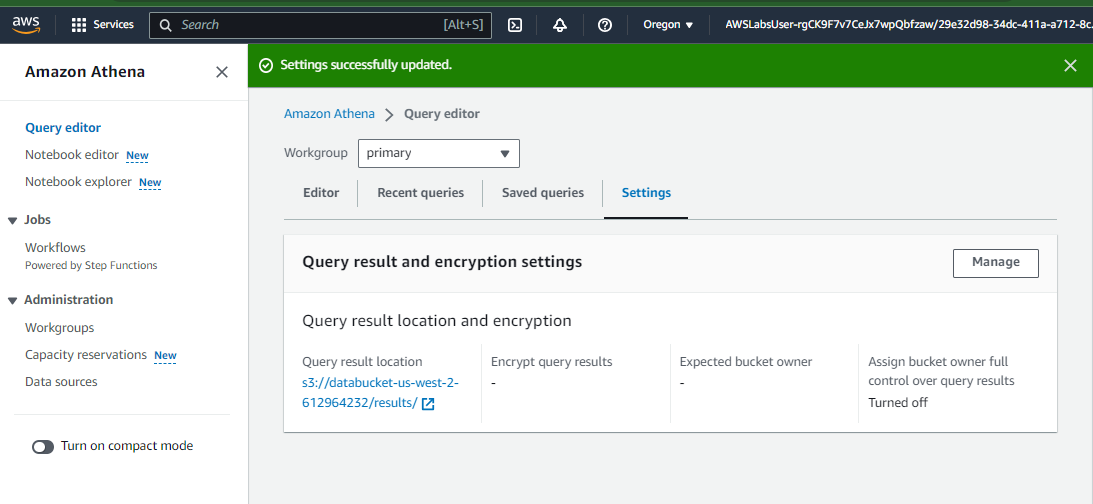 aws
Services
Search
[Alt+S]
Oregon
AWSLabsUser-rgCK9F7v7CeJx7wpQbfzaw/29e32d98-34dc-411a-a712-8c.
Amazon Athena
Query editor
Notebook editor New
Notebook explorer New
Jobs
Workflows
Powered by Step Functions
Administration
Workgroups
Capacity reservations New
Data sources
Turn on compact mode
Settings successfully updated.
Amazon Athena
Query editor
Workgroup
primary
Editor
Recent queries
Saved queries
Settings
Query result and encryption settings
Manage
Query result location and encryption
Query result location
s3://databucket-us-west-2-
612964232/results/
Encrypt query results
-
Expected bucket owner
-
Assign bucket owner full
control over query results
Turned off